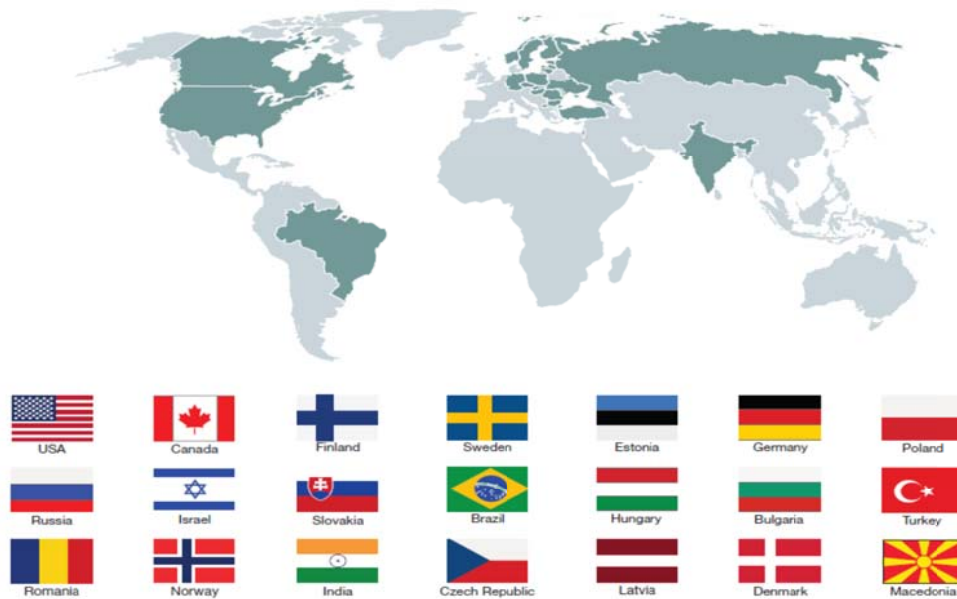 USA Canada Finland Sweden Estonia Germany Poland
Russia Israel Slovakia Brazil Hungary Bulgaria Turkey
Romania Norway India Czech Republic Latvia Denmark Macedonia